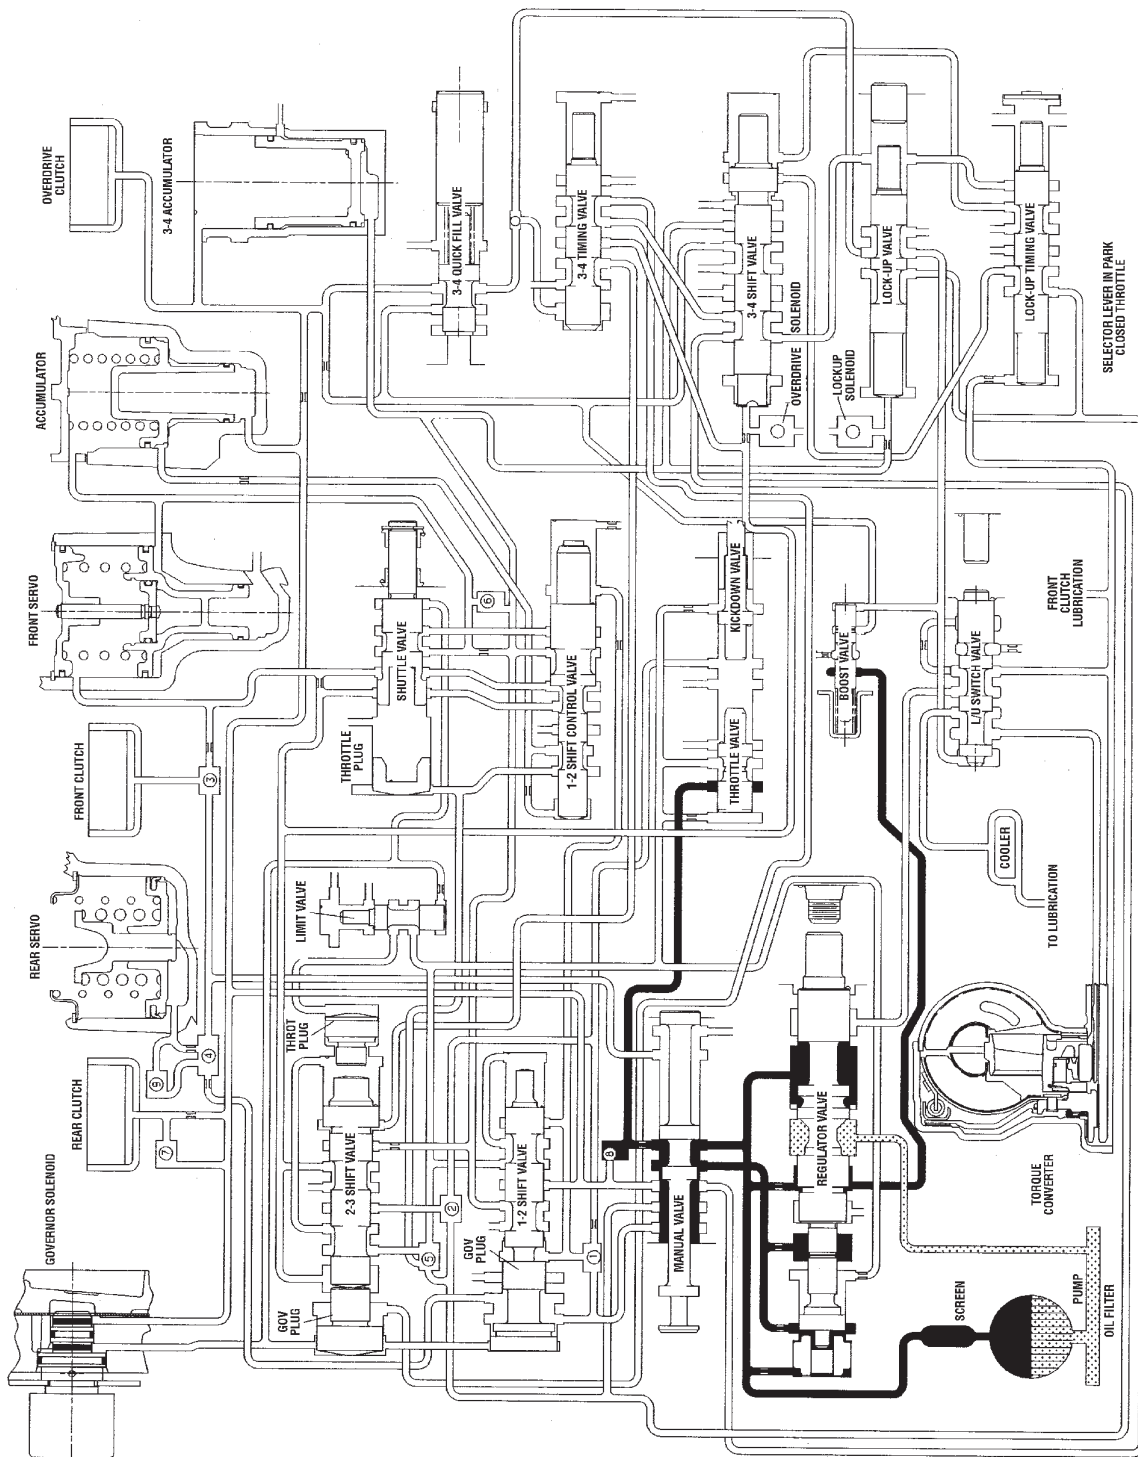 OVERDRIVE
CLUTCH
3-4 ACCUMULATOR
3-4 QUICK FILL VALVE
3-4 TIMING VALVE
3-4 SHIFT VALVE
LOCK-UP VALVE
LOCK-UP TIMING VALVE
OVERDRIVE
SOLENOID
LOCKUP
SOLENOID
SELECTOR LEVER IN PARK
CLOSED THROTTLE
ACCUMULATOR
FRONT SERVO
SHUTTLE VALVE
THROTTLE
PLUG
6
1-2 SHIFT CONTROL VALVE
KICKDOWN VALVE
THROTTLE VALVE
BOOST VALVE
L/U SWITCH VALVE
FRONT
CLUTCH
LUBRICATION
FRONT CLUTCH
3
REAR SERVO
LIMIT VALVE
COOLER
TO LUBRICATION
REAR CLUTCH
9
4
7
THROT
PLUG
2-3 SHIFT VALVE
GOV
PLUG
5
2
1-2 SHIFT VALVE
GOV
PLUG
1
8
MANUAL VALVE
REGULATOR VALVE
TORQUE
CONVERTER
GOVERNOR SOLENOID
SCREEN
PUMP
OIL FILTER